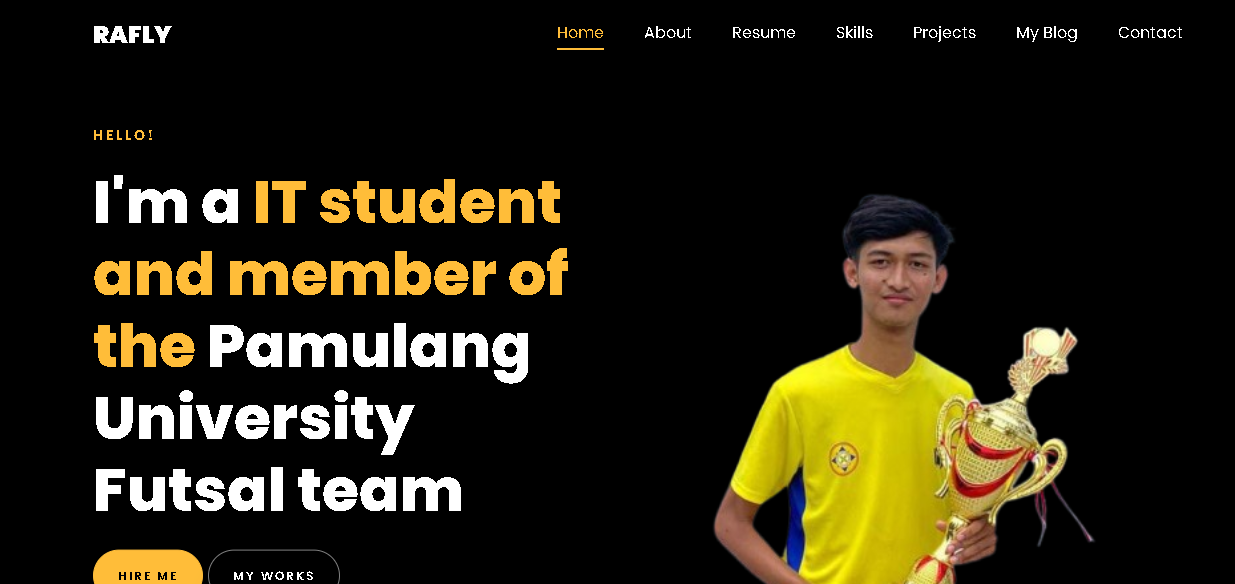 RAFLY
Home About Resume Skills Projects My Blog Contact
HELLO!
I'm a IT student
and member of
the Pamulang
University
Futsal team
HIRE ME MY WORKS